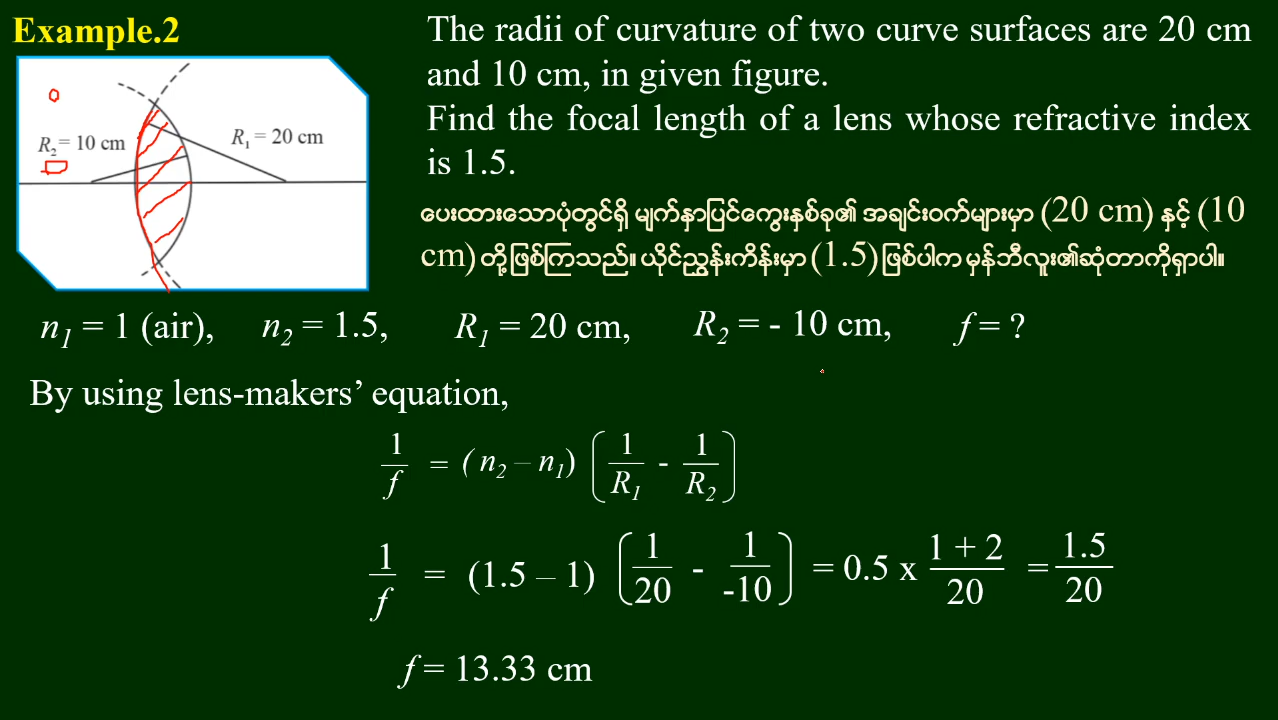 Example.2
The radii of curvature of two curve surfaces are 20 cm
and 10 cm, in given figure.
Find the focal length of a lens whose refractive index
is 1.5.
R₂ = 10 cm
R₁ = 20 cm
ပေးထားသောပုံတွင်ရှိ မျက်နှာပြင်ကွေးနှစ်ခု၏ အချင်းဝက်များမှာ (20 cm) နှင့် (10
cm) တို့ဖြစ်ကြသည်။ ယိုင်ညွှန်းကိန်းမှာ (1.5) ဖြစ်ပါက မှန်ဘီလူး၏ဆုံတာကိုရှာပါ။
n₁ = 1 (air), n₂ = 1.5, R₁ = 20 cm, R₂ = - 10 cm, f = ?
By using lens-makers’ equation,
1/f = ( n₂ – n₁) (1/R₁ - 1/R₂)
1/f = (1.5 – 1) (1/20 - 1/-10) = 0.5 x (1 + 2)/20 = 1.5/20
f = 13.33 cm